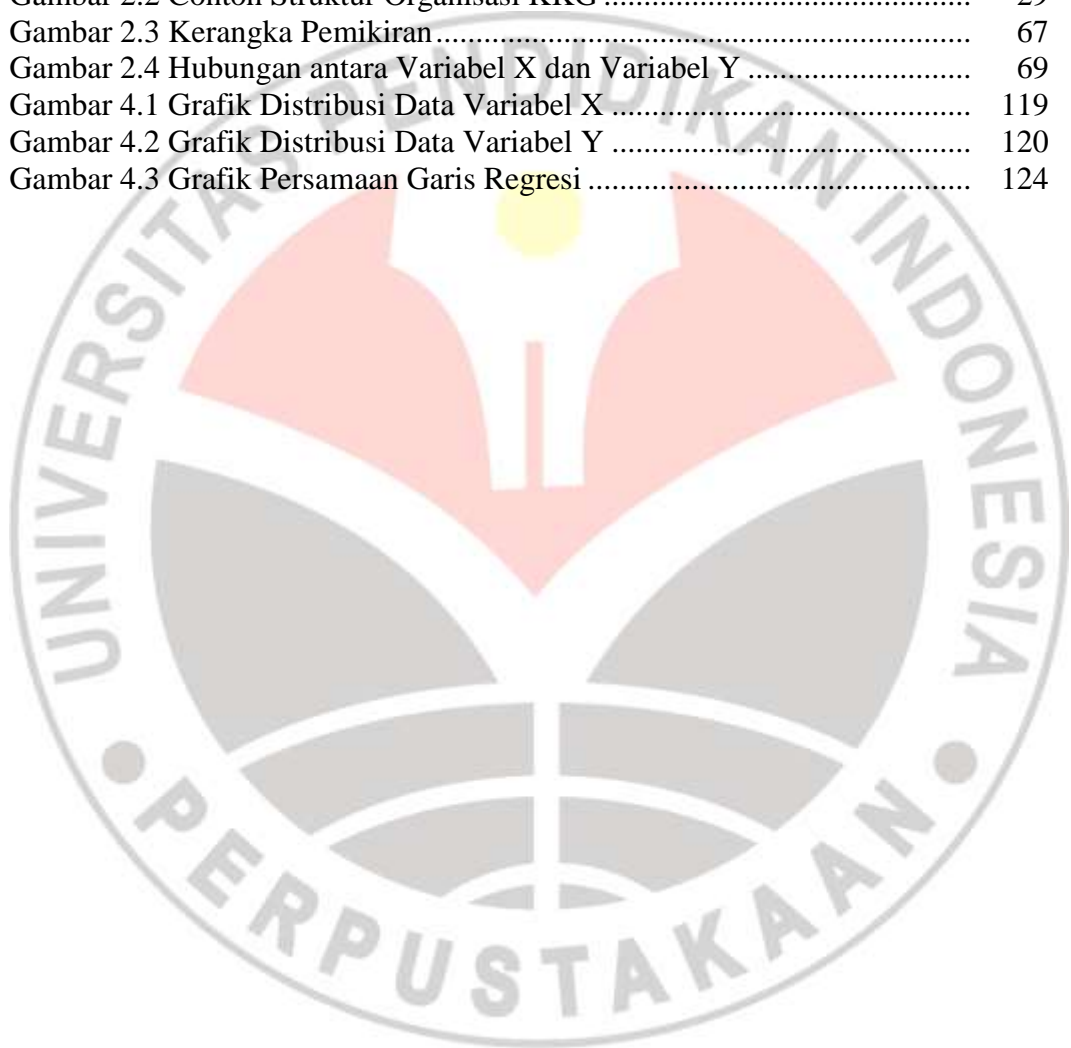 Gambar 2.2 Contoh Struktur Organisasi KKG ......................................................... 29
Gambar 2.3 Kerangka Pemikiran................................................................................... 67
Gambar 2.4 Hubungan antara Variabel X dan Variabel Y .................................. 69
Gambar 4.1 Grafik Distribusi Data Variabel X ....................................................... 119
Gambar 4.2 Grafik Distribusi Data Variabel Y ....................................................... 120
Gambar 4.3 Grafik Persamaan Garis Regresi ........................................................... 124
UNIVERSITAS PENDIDIKAN INDONESIA
PERPUSTAKAAN